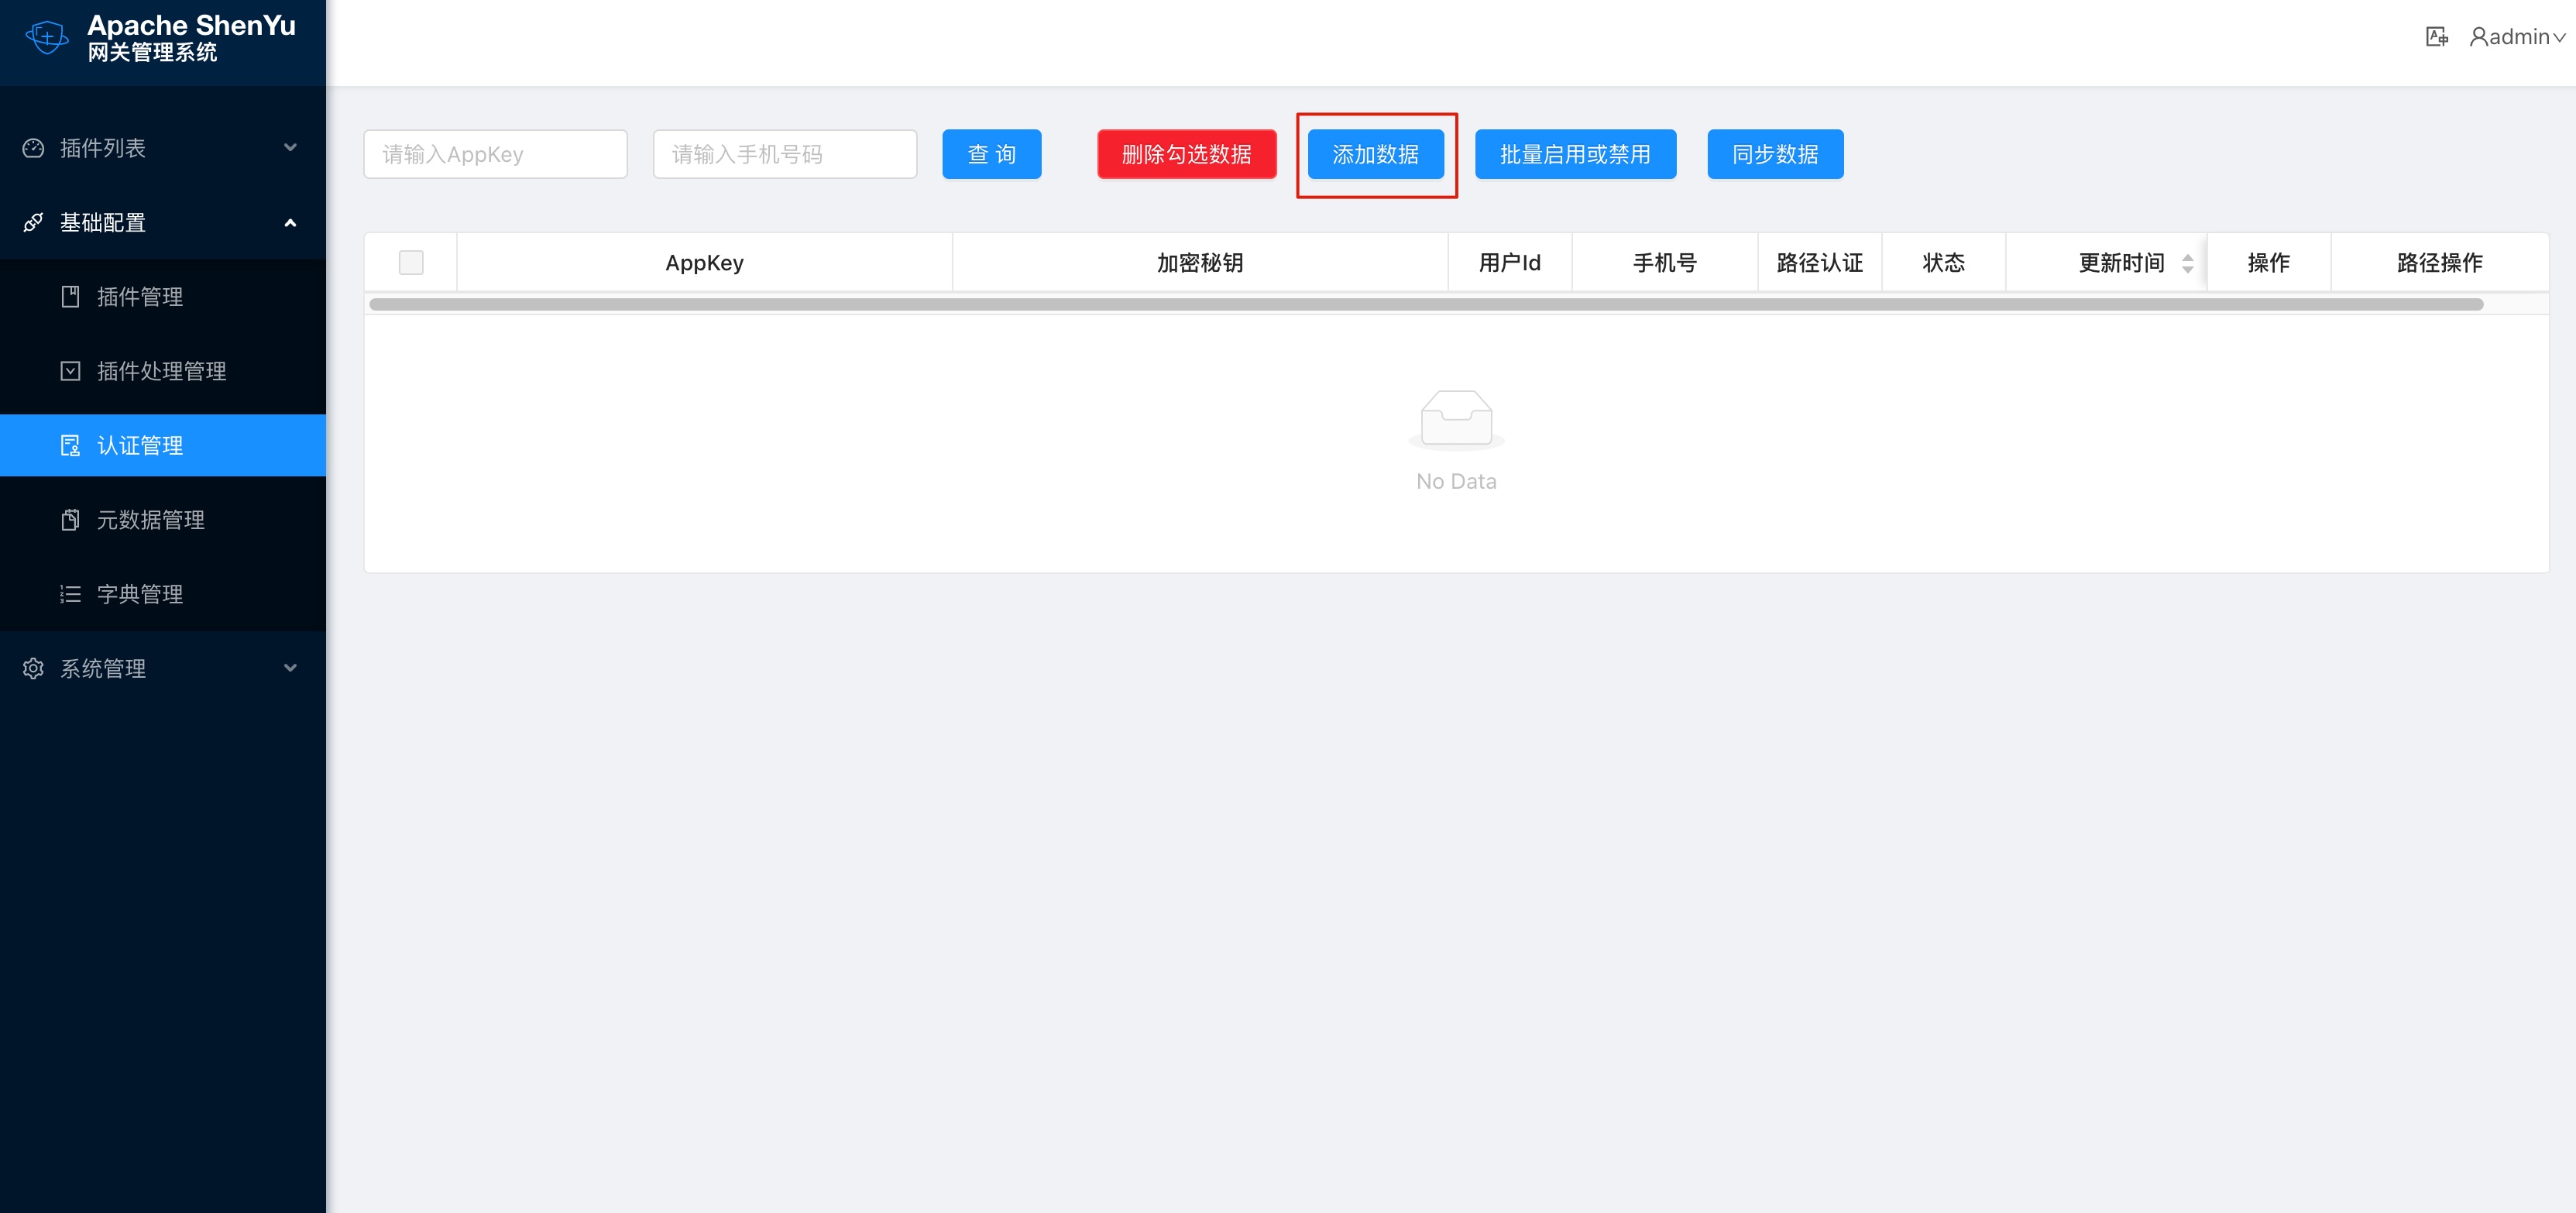 Apache ShenYu
网关管理系统
admin
插件列表
基础配置
插件管理
插件处理管理
认证管理
元数据管理
字典管理
系统管理
请输入AppKey 请输入手机号码 查 询 删除勾选数据 添加数据 批量启用或禁用 同步数据
AppKey 加密秘钥 用户Id 手机号 路径认证 状态 更新时间 操作 路径操作
No Data